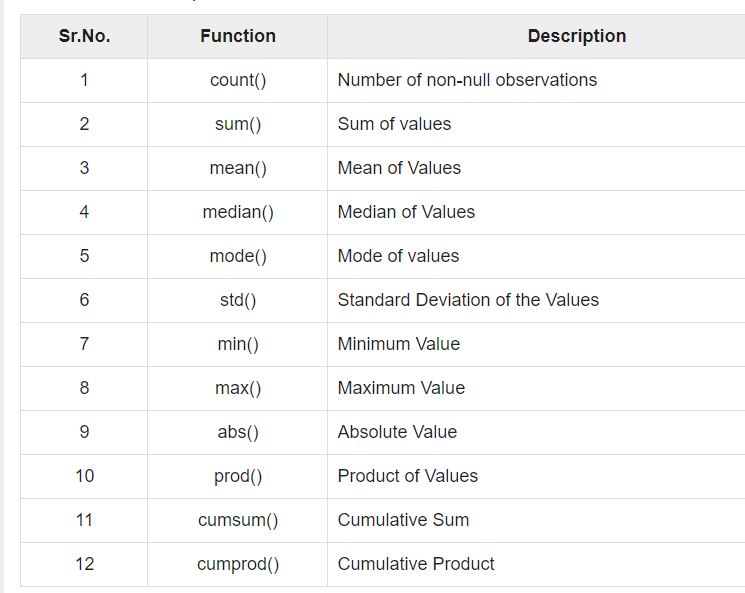 Sr.No. Function Description
1 count() Number of non-null observations
2 sum() Sum of values
3 mean() Mean of Values
4 median() Median of Values
5 mode() Mode of values
6 std() Standard Deviation of the Values
7 min() Minimum Value
8 max() Maximum Value
9 abs() Absolute Value
10 prod() Product of Values
11 cumsum() Cumulative Sum
12 cumprod() Cumulative Product